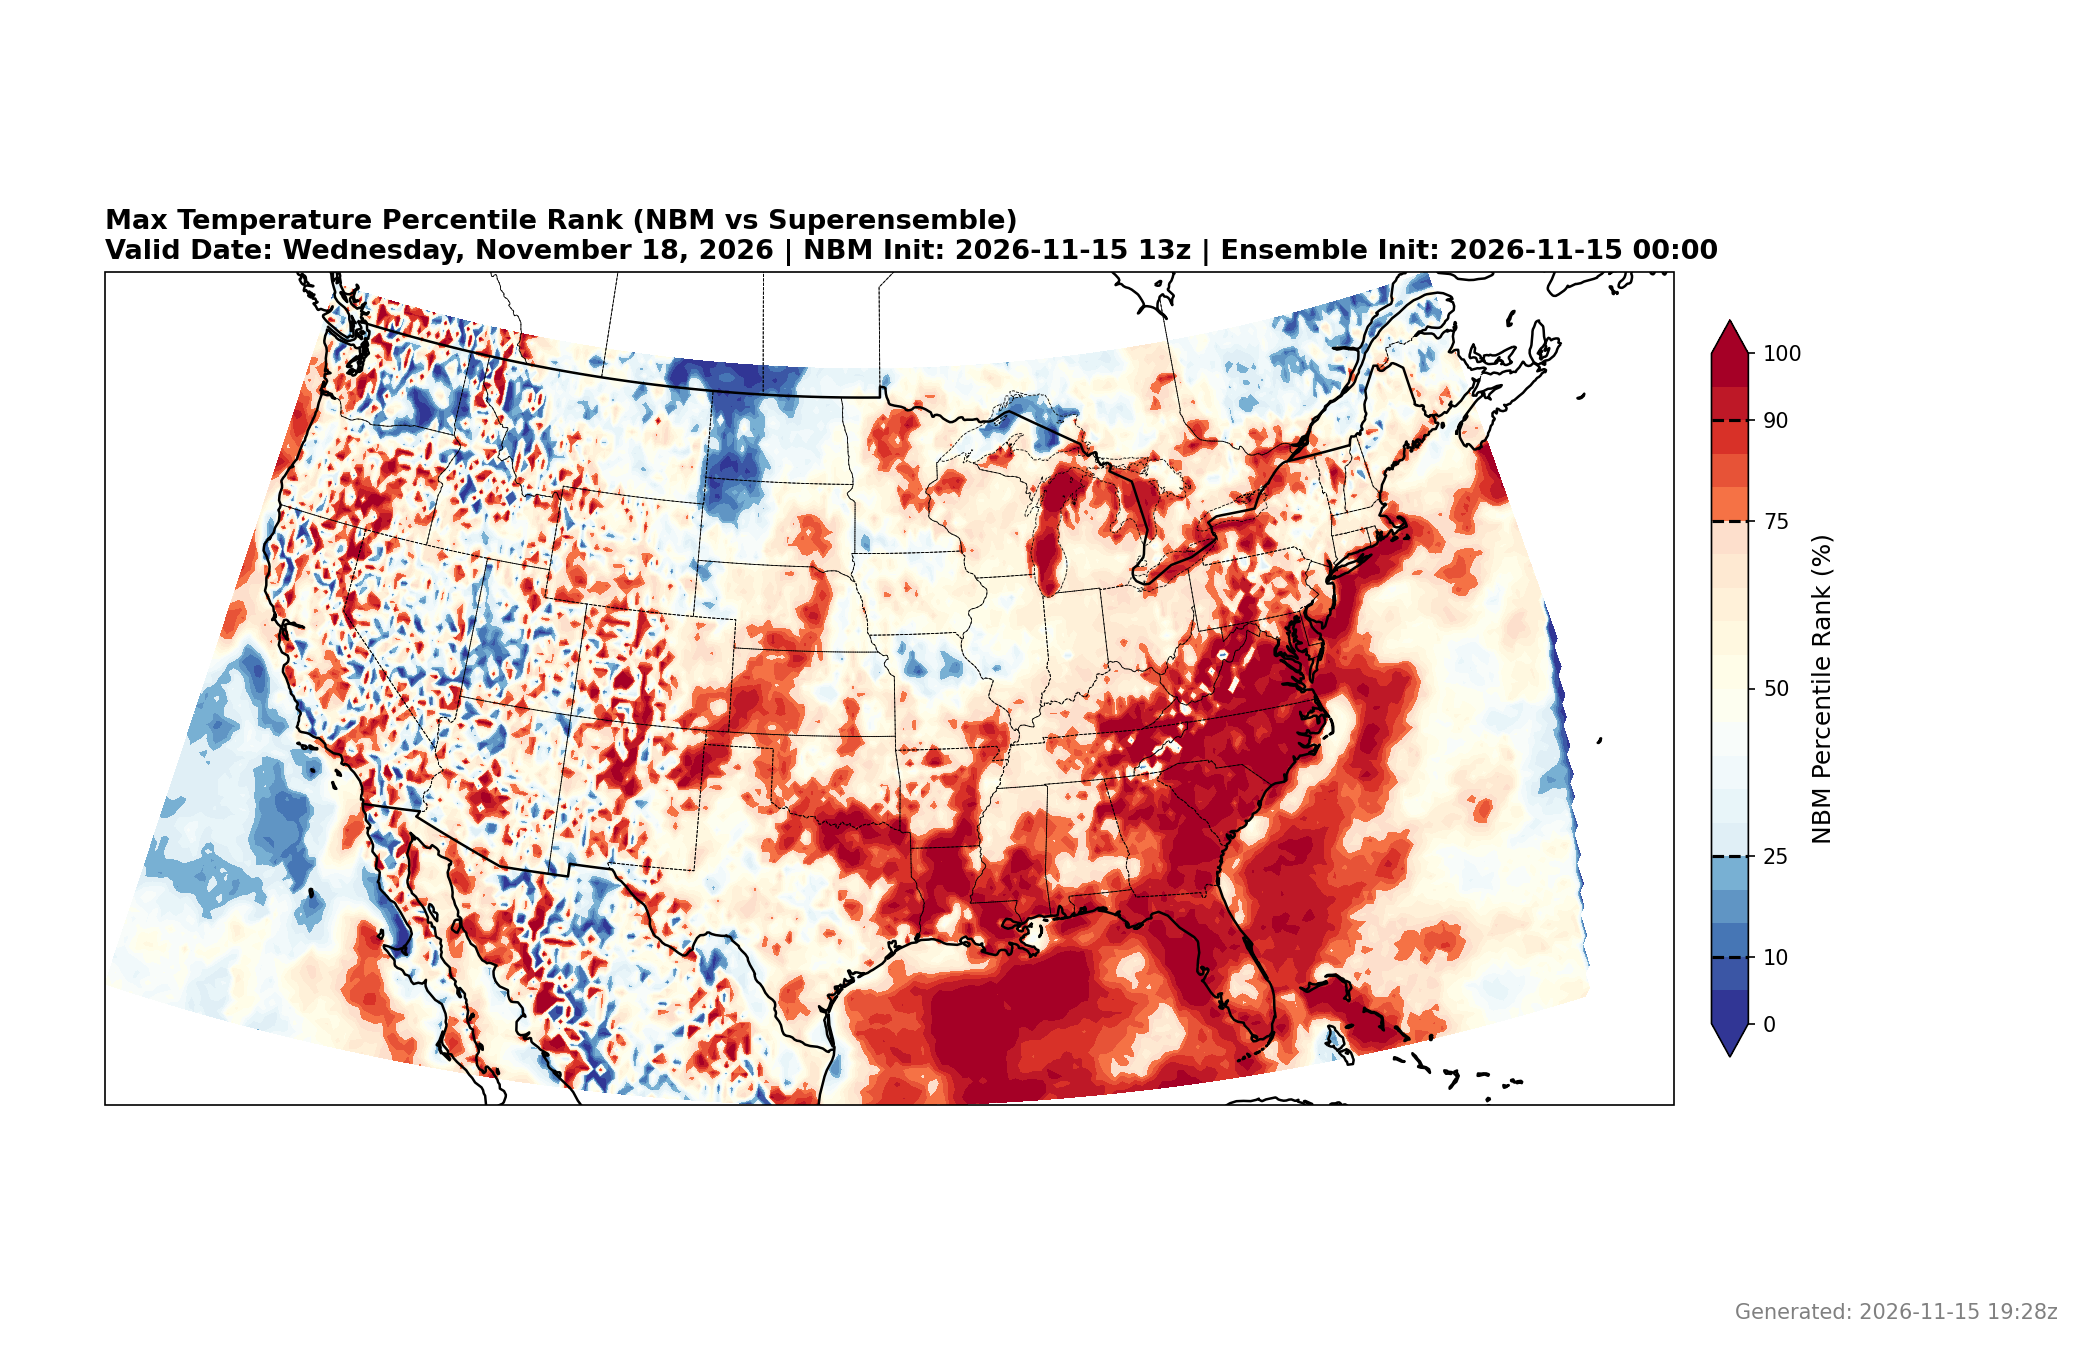 Max Temperature Percentile Rank (NBM vs Superensemble)
Valid Date: Wednesday, November 18, 2026 | NBM Init: 2026-11-15 13z | Ensemble Init: 2026-11-15 00:00
100
90
75
50
25
10
0
NBM Percentile Rank (%)
Generated: 2026-11-15 19:28z